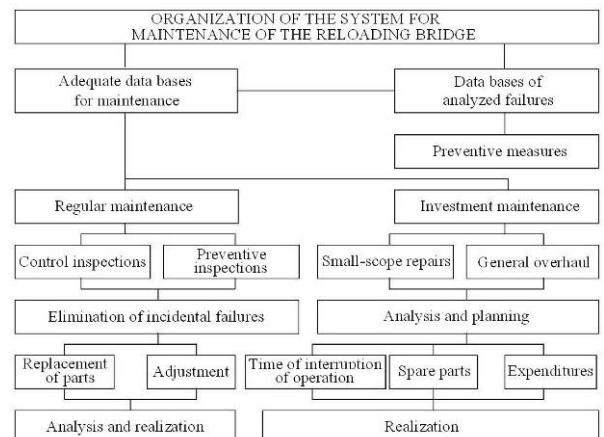 ORGANIZATION OF THE SYSTEM FOR
MAINTENANCE OF THE RELOADING BRIDGE
Adequate data bases
for maintenance
Data bases of
analyzed failures
Preventive measures
Regular maintenance
Investment maintenance
Control inspections
Preventive
inspections
Small-scope repairs
General overhaul
Elimination of incidental failures
Analysis and planning
Replacement
of parts
Adjustment
Time of interruption
of operation
Spare parts
Expenditures
Analysis and realization
Realization